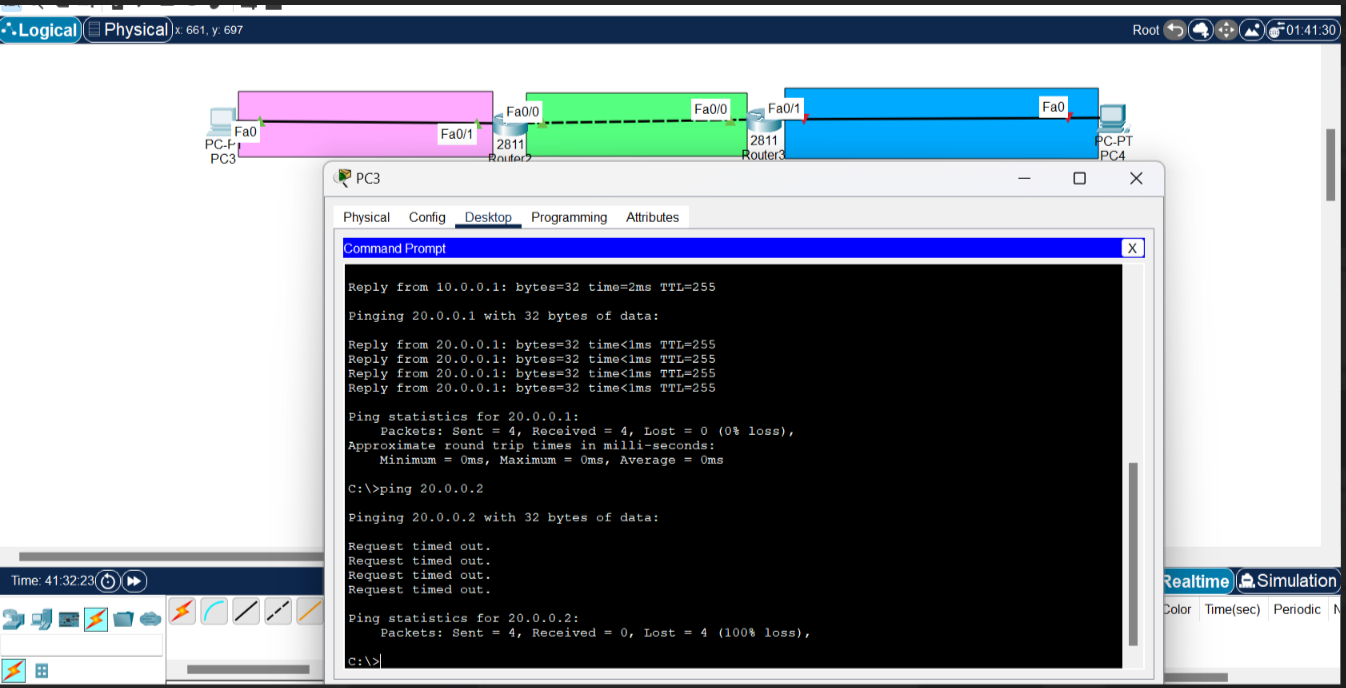 Logical Physical x: 661, y: 697 Root 01:41:30
Fa0/0 Fa0/0 Fa0/1 Fa0
Fa0 Fa0/1
PC-PT 2811 2811 PC-PT
PC3 Router2 Router3 PC4
PC3
Physical Config Desktop Programming Attributes
Command Prompt X
Reply from 10.0.0.1: bytes=32 time=2ms TTL=255
Pinging 20.0.0.1 with 32 bytes of data:
Reply from 20.0.0.1: bytes=32 time<1ms TTL=255
Reply from 20.0.0.1: bytes=32 time<1ms TTL=255
Reply from 20.0.0.1: bytes=32 time<1ms TTL=255
Reply from 20.0.0.1: bytes=32 time<1ms TTL=255
Ping statistics for 20.0.0.1:
Packets: Sent = 4, Received = 4, Lost = 0 (0% loss),
Approximate round trip times in milli-seconds:
Minimum = 0ms, Maximum = 0ms, Average = 0ms
C:\>ping 20.0.0.2
Pinging 20.0.0.2 with 32 bytes of data:
Request timed out.
Request timed out.
Request timed out.
Request timed out.
Ping statistics for 20.0.0.2:
Packets: Sent = 4, Received = 0, Lost = 4 (100% loss),
C:\>
Time: 41:32:23
Realtime Simulation
Color Time(sec) Periodic